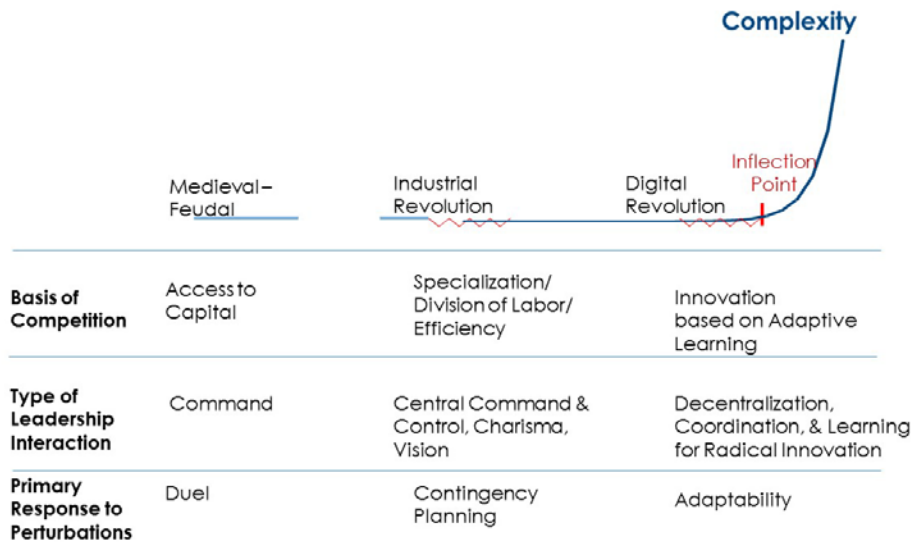 Complexity
Inflection
Point
Medieval–
Feudal
Industrial
Revolution
Digital
Revolution
Basis of
Competition
Access to
Capital
Specialization/
Division of Labor/
Efficiency
Innovation
based on Adaptive
Learning
Type of
Leadership
Interaction
Command
Central Command &
Control, Charisma,
Vision
Decentralization,
Coordination, & Learning
for Radical Innovation
Primary
Response to
Perturbations
Duel
Contingency
Planning
Adaptability